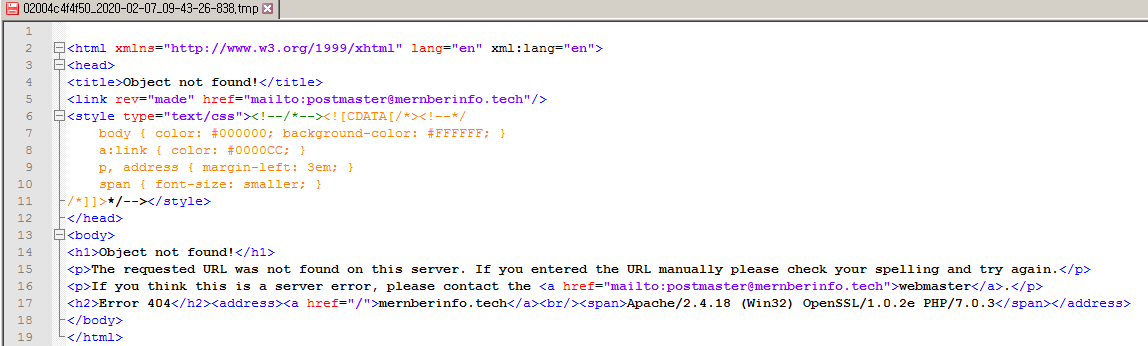 02004c4f4f50_2020-02-07_09-43-26-838.tmp
1
2 <html xmlns="http://www.w3.org/1999/xhtml" lang="en" xml:lang="en">
3 <head>
4 <title>Object not found!</title>
5 <link rev="made" href="mailto:postmaster@mernberinfo.tech"/>
6 <style type="text/css"><!--/*--><![CDATA[/*><!--*/
7     body { color: #000000; background-color: #FFFFFF; }
8     a:link { color: #0000CC; }
9     p, address { margin-left: 3em; }
10     span { font-size: smaller; }
11 /*]]>*/--></style>
12 </head>
13 <body>
14 <h1>Object not found!</h1>
15 <p>The requested URL was not found on this server. If you entered the URL manually please check your spelling and try again.</p>
16 <p>If you think this is a server error, please contact the <a href="mailto:postmaster@mernberinfo.tech">webmaster</a>.</p>
17 <h2>Error 404</h2><address><a href="/">mernberinfo.tech</a><br/><span>Apache/2.4.18 (Win32) OpenSSL/1.0.2e PHP/7.0.3</span></address>
18 </body>
19 </html>